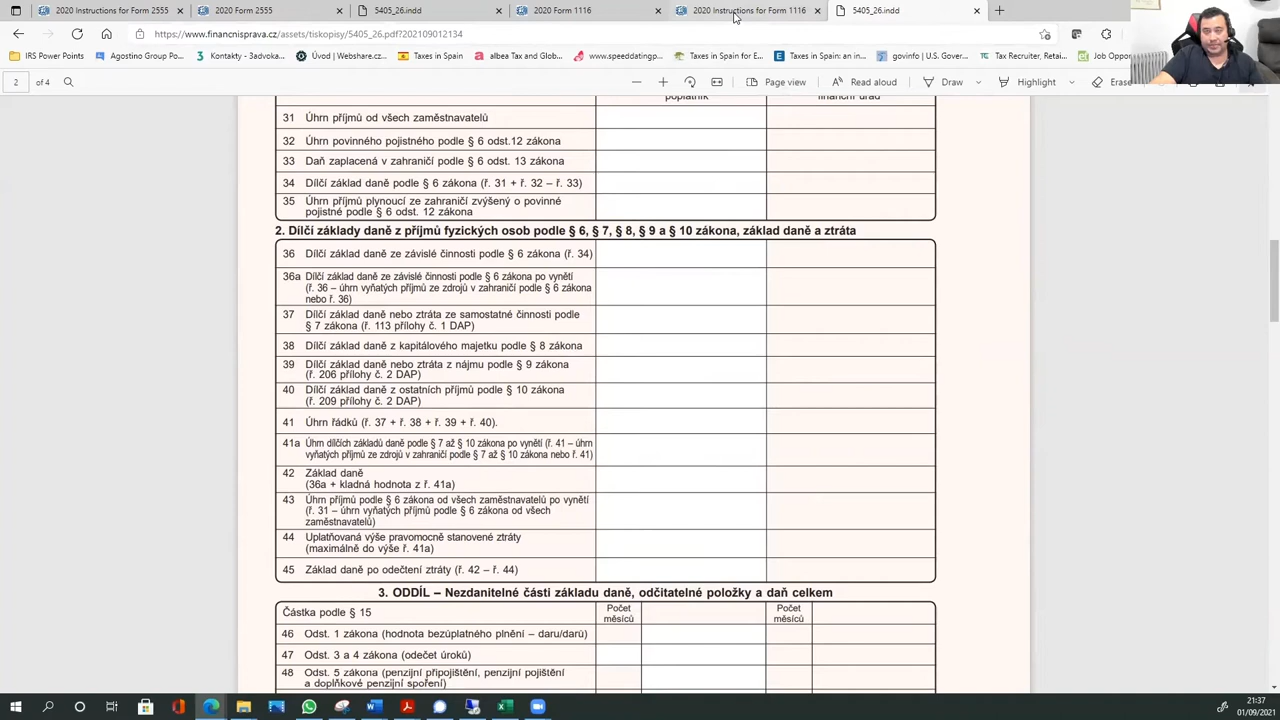 2020 Instructions for Form 2555
2020 Form 2555
5405_26.indd
2020 Form 1116
2020 Instructions for Form 1116
5405_26.indd
https://www.financnisprava.cz/assets/tiskopisy/5405_26.pdf?202109012134
IRS Power Points
Agostino Group Po...
Kontakty - 3advoka...
Úvod | Westfield Str...
Taxes in Spain
albea Tax and Glob...
www.speeddatingt...
Taxes in Spain for E...
Taxes in Spain: an in...
govinfo | U.S. Gover...
Tax Recruiter, Retai...
Job Oppor
2 of 4
Page view
Read aloud
Draw
Highlight
Erase
poplatník
finanční úřad
31 Úhrn příjmů od všech zaměstnavatelů
32 Úhrn povinného pojistného podle § 6 odst.12 zákona
33 Daň zaplacená v zahraničí podle § 6 odst. 13 zákona
34 Dílčí základ daně podle § 6 zákona (ř. 31 + ř. 32 – ř. 33)
35 Úhrn příjmů plynoucí ze zahraničí zvýšený o povinné
pojistné podle § 6 odst. 12 zákona
2. Dílčí základy daně z příjmů fyzických osob podle § 6, § 7, § 8, § 9 a § 10 zákona, základ daně a ztráta
36 Dílčí základ daně ze závislé činnosti podle § 6 zákona (ř. 34)
36a Dílčí základ daně ze závislé činnosti podle § 6 zákona po vynětí
(ř. 36 – úhrn vyňatých příjmů ze zdrojů v zahraničí podle § 6 zákona
nebo ř. 36)
37 Dílčí základ daně nebo ztráta ze samostatné činnosti podle
§ 7 zákona (ř. 113 přílohy č. 1 DAP)
38 Dílčí základ daně z kapitálového majetku podle § 8 zákona
39 Dílčí základ daně nebo ztráta z nájmu podle § 9 zákona
(ř. 206 přílohy č. 2 DAP)
40 Dílčí základ daně z ostatních příjmů podle § 10 zákona
(ř. 209 přílohy č. 2 DAP)
41 Úhrn řádků (ř. 37 + ř. 38 + ř. 39 + ř. 40).
41a Úhrn dílčích základů daně podle § 7 až § 10 zákona po vynětí (ř. 41 – úhrn
vyňatých příjmů ze zdrojů v zahraničí podle § 7 až § 10 zákona nebo ř. 41)
42 Základ daně
(36a + kladná hodnota z ř. 41a)
43 Úhrn příjmů podle § 6 zákona od všech zaměstnavatelů po vynětí
(ř. 31 – úhrn vyňatých příjmů podle § 6 zákona od všech
zaměstnavatelů)
44 Uplatňovaná výše pravomocně stanovené ztráty
(maximálně do výše ř. 41a)
45 Základ daně po odečtení ztráty (ř. 42 – ř. 44)
3. ODDÍL – Nezdanitelné části základu daně, odčitatelné položky a daň celkem
Částka podle § 15
Počet
měsíců
Počet
měsíců
46 Odst. 1 zákona (hodnota bezúplatného plnění – daru/darů)
47 Odst. 3 a 4 zákona (odečet úroků)
48 Odst. 5 zákona (penzijní připojištění, penzijní pojištění
a doplňkové penzijní spoření)
21:37
01/09/2021